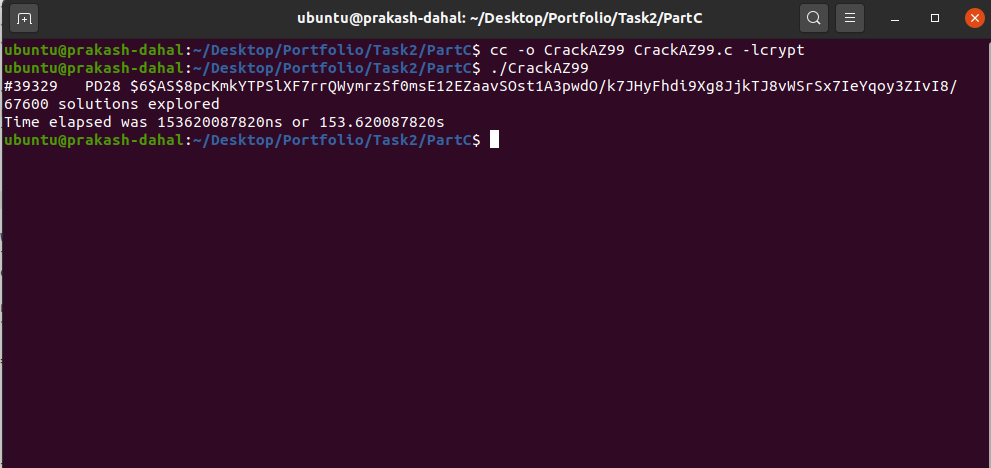 ubuntu@prakash-dahal: ~/Desktop/Portfolio/Task2/PartC
ubuntu@prakash-dahal:~/Desktop/Portfolio/Task2/PartC$ cc -o CrackAZ99 CrackAZ99.c -lcrypt
ubuntu@prakash-dahal:~/Desktop/Portfolio/Task2/PartC$ ./CrackAZ99
#39329   PD28 $6$AS$8pcKmkYTPSlXF7rrQWymrzSf0msE12EZaavSOst1A3pwdO/k7JHyFhdi9Xg8JjkTJ8vWSrSx7IeYqoy3ZIvI8/
67600 solutions explored
Time elapsed was 153620087820ns or 153.620087820s
ubuntu@prakash-dahal:~/Desktop/Portfolio/Task2/PartC$